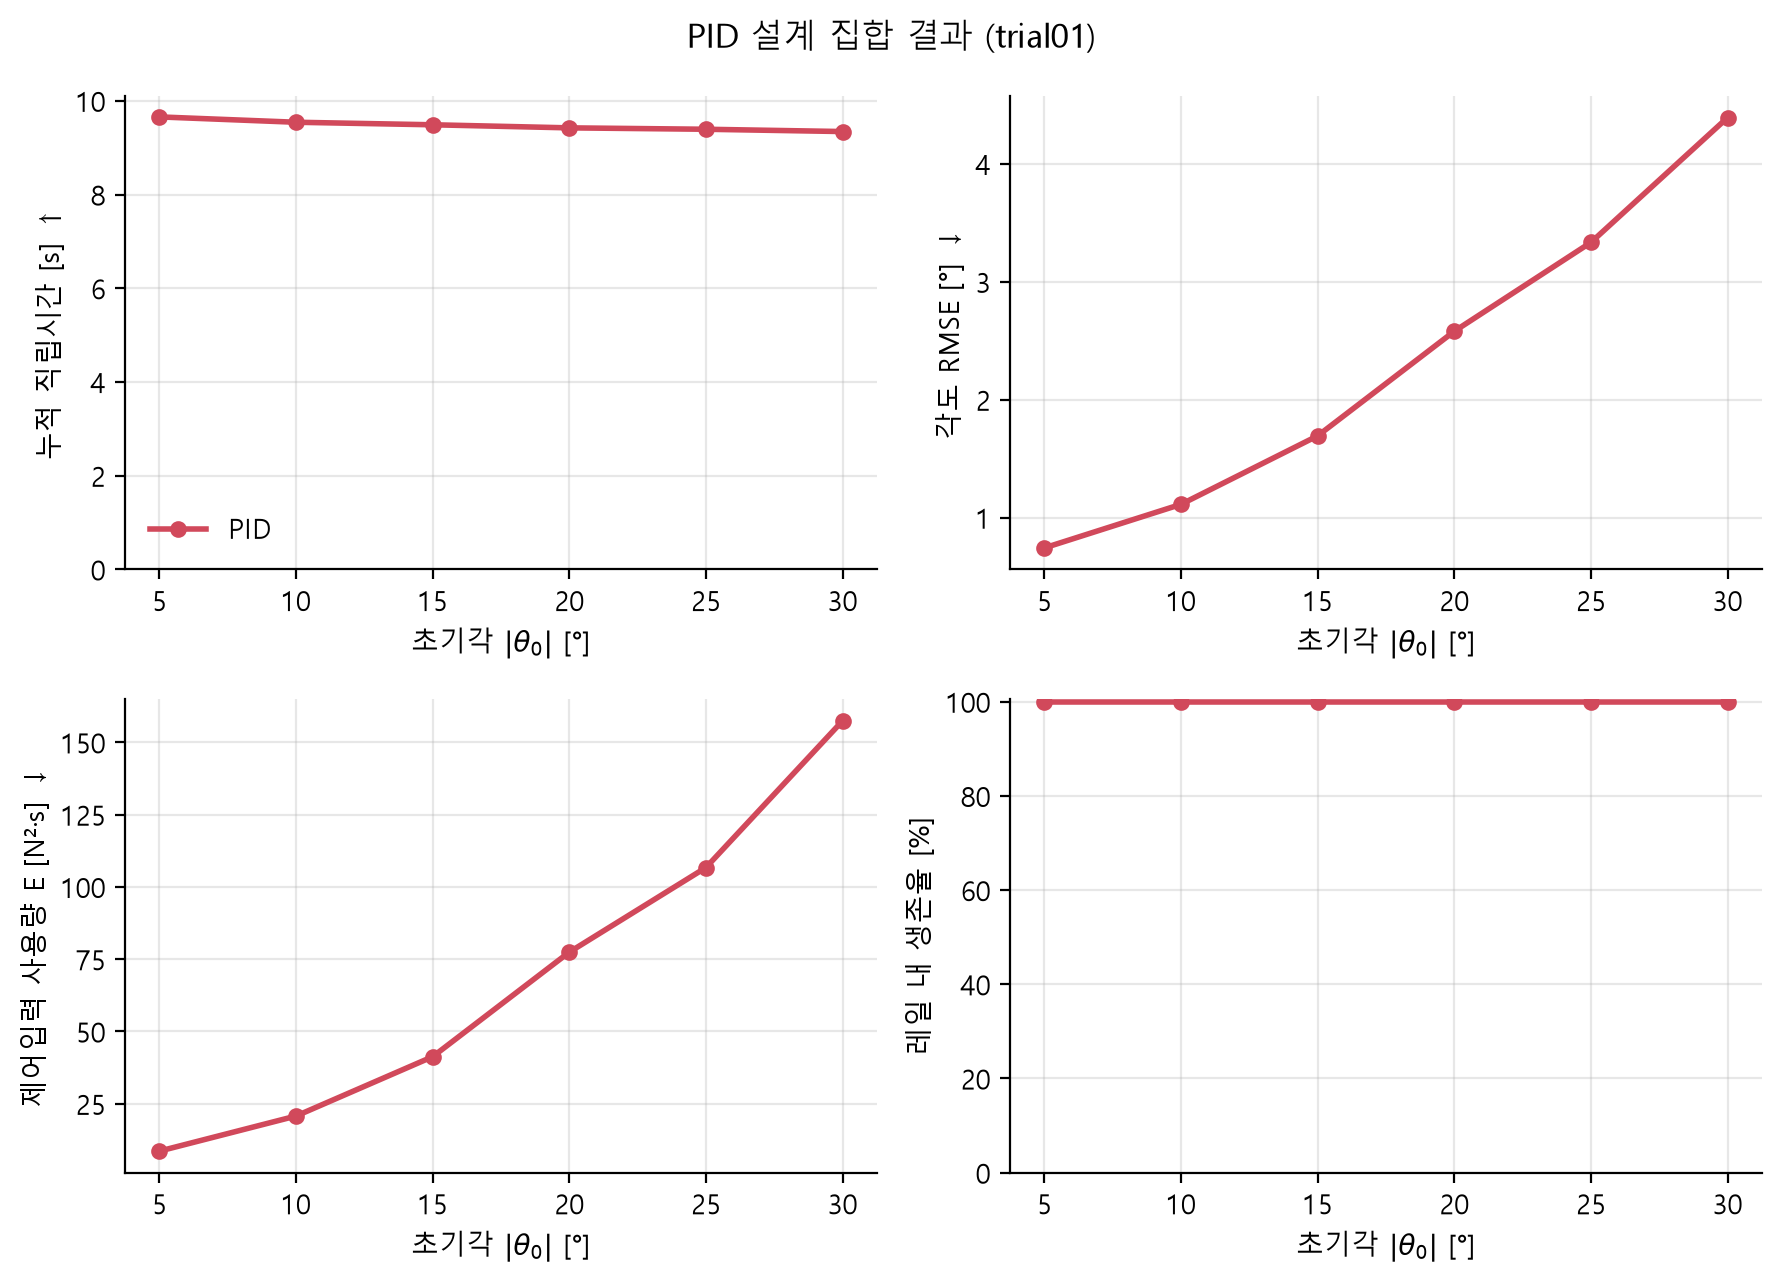 PID 설계 집합 결과 (trial01)
누적 직립시간 [s] ↑
10
8
6
4
2
0
PID
5 10 15 20 25 30
초기각 |θ₀| [°]
각도 RMSE [°] ↓
4
3
2
1
5 10 15 20 25 30
초기각 |θ₀| [°]
제어입력 사용량 E [N²·s] ↓
150
125
100
75
50
25
5 10 15 20 25 30
초기각 |θ₀| [°]
레일 내 생존율 [%]
100
80
60
40
20
0
5 10 15 20 25 30
초기각 |θ₀| [°]